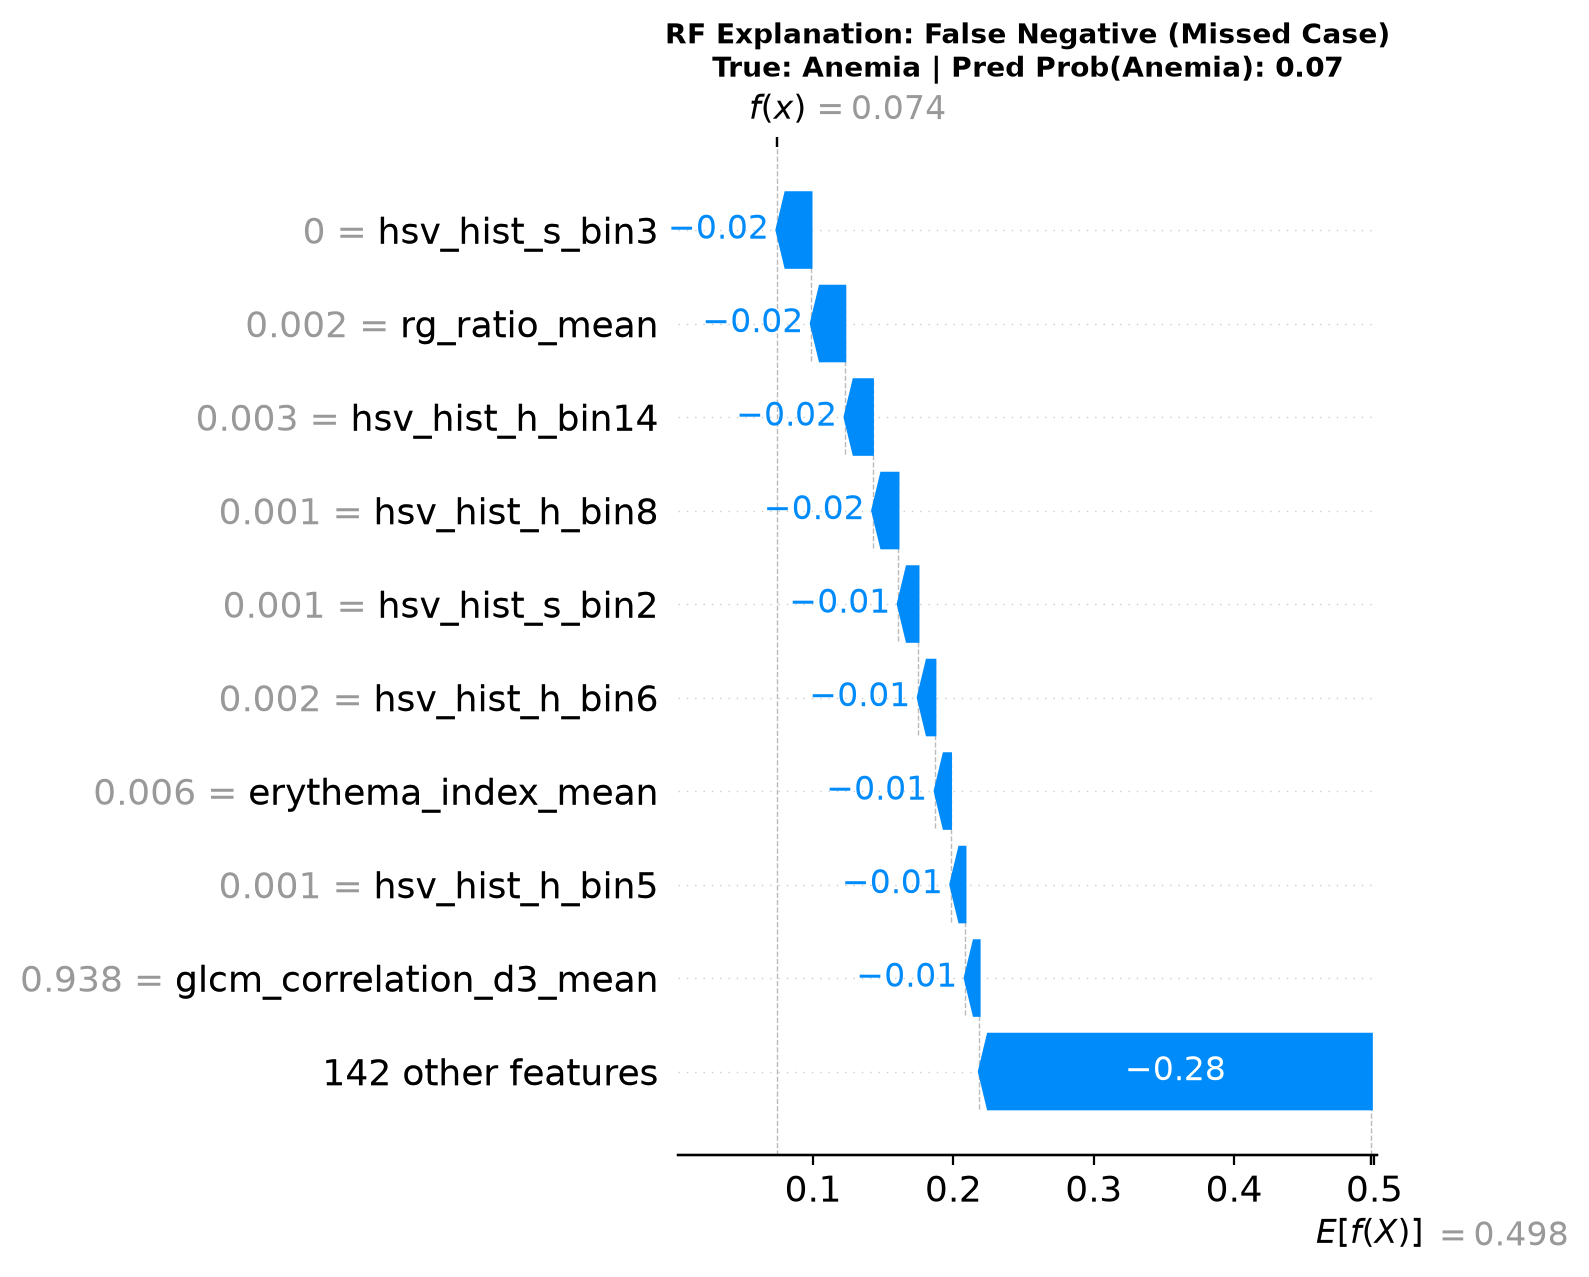 RF Explanation: False Negative (Missed Case)
True: Anemia | Pred Prob(Anemia): 0.07
f(x) = 0.074
0 = hsv_hist_s_bin3 −0.02
0.002 = rg_ratio_mean −0.02
0.003 = hsv_hist_h_bin14 −0.02
0.001 = hsv_hist_h_bin8 −0.02
0.001 = hsv_hist_s_bin2 −0.01
0.002 = hsv_hist_h_bin6 −0.01
0.006 = erythema_index_mean −0.01
0.001 = hsv_hist_h_bin5 −0.01
0.938 = glcm_correlation_d3_mean −0.01
142 other features −0.28
0.1 0.2 0.3 0.4 0.5
E[f(X)] = 0.498